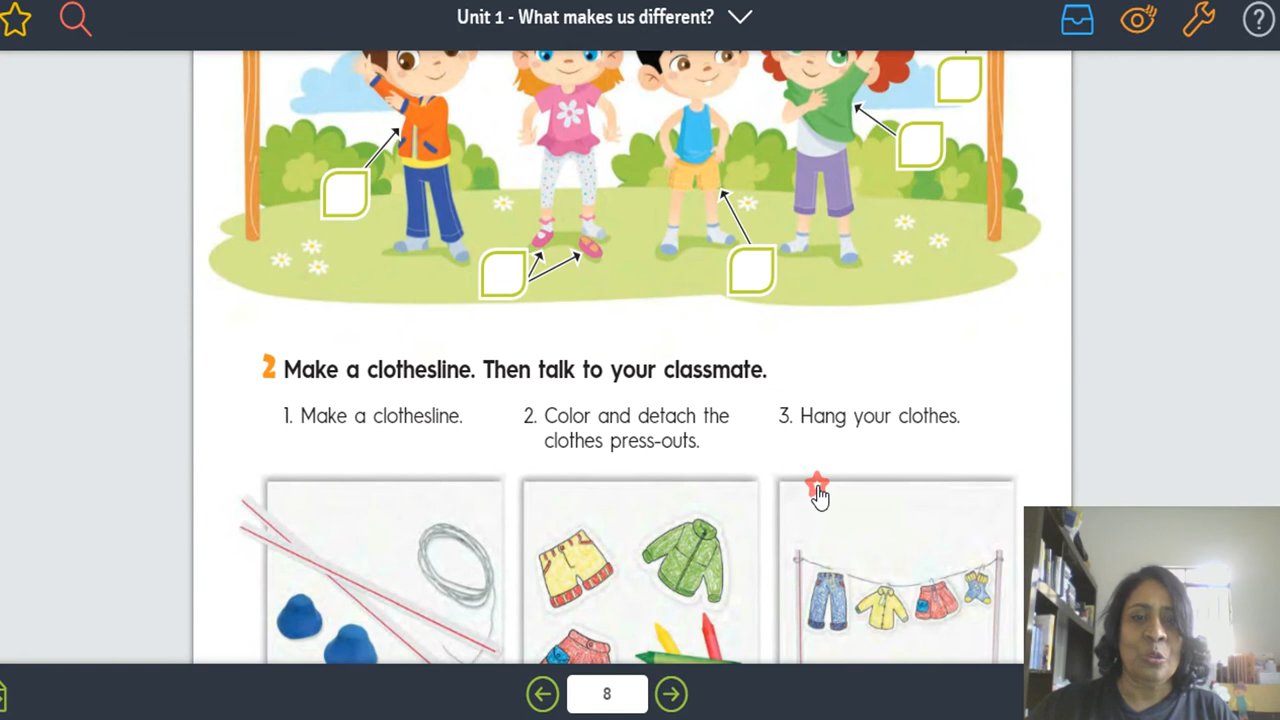 Unit 1 - What makes us different?
2 Make a clothesline. Then talk to your classmate.
1. Make a clothesline.
2. Color and detach the
clothes press-outs.
3. Hang your clothes.
8